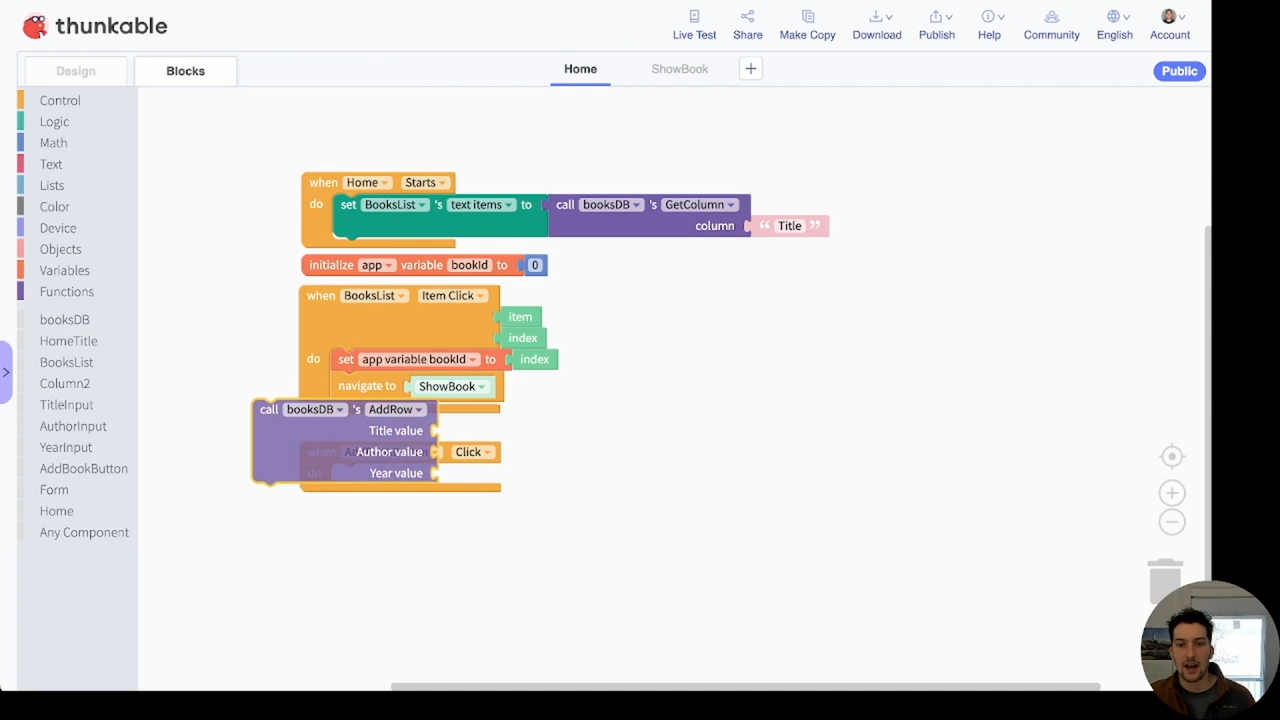 thunkable
Live Test
Share
Make Copy
Download
Publish
Help
Community
English
Account
Design
Blocks
Home
ShowBook
+
Public
Control
Logic
Math
Text
Lists
Color
Device
Objects
Variables
Functions
booksDB
HomeTitle
BooksList
Column2
TitleInput
AuthorInput
YearInput
AddBookButton
Form
Home
Any Component
when Home Starts
do set BooksList 's text items to call booksDB 's GetColumn
column “ Title ”
initialize app variable bookId to 0
when BooksList Item Click
item
index
do set app variable bookId to index
navigate to ShowBook
call booksDB 's AddRow
Title value
when Author value Click
do Year value